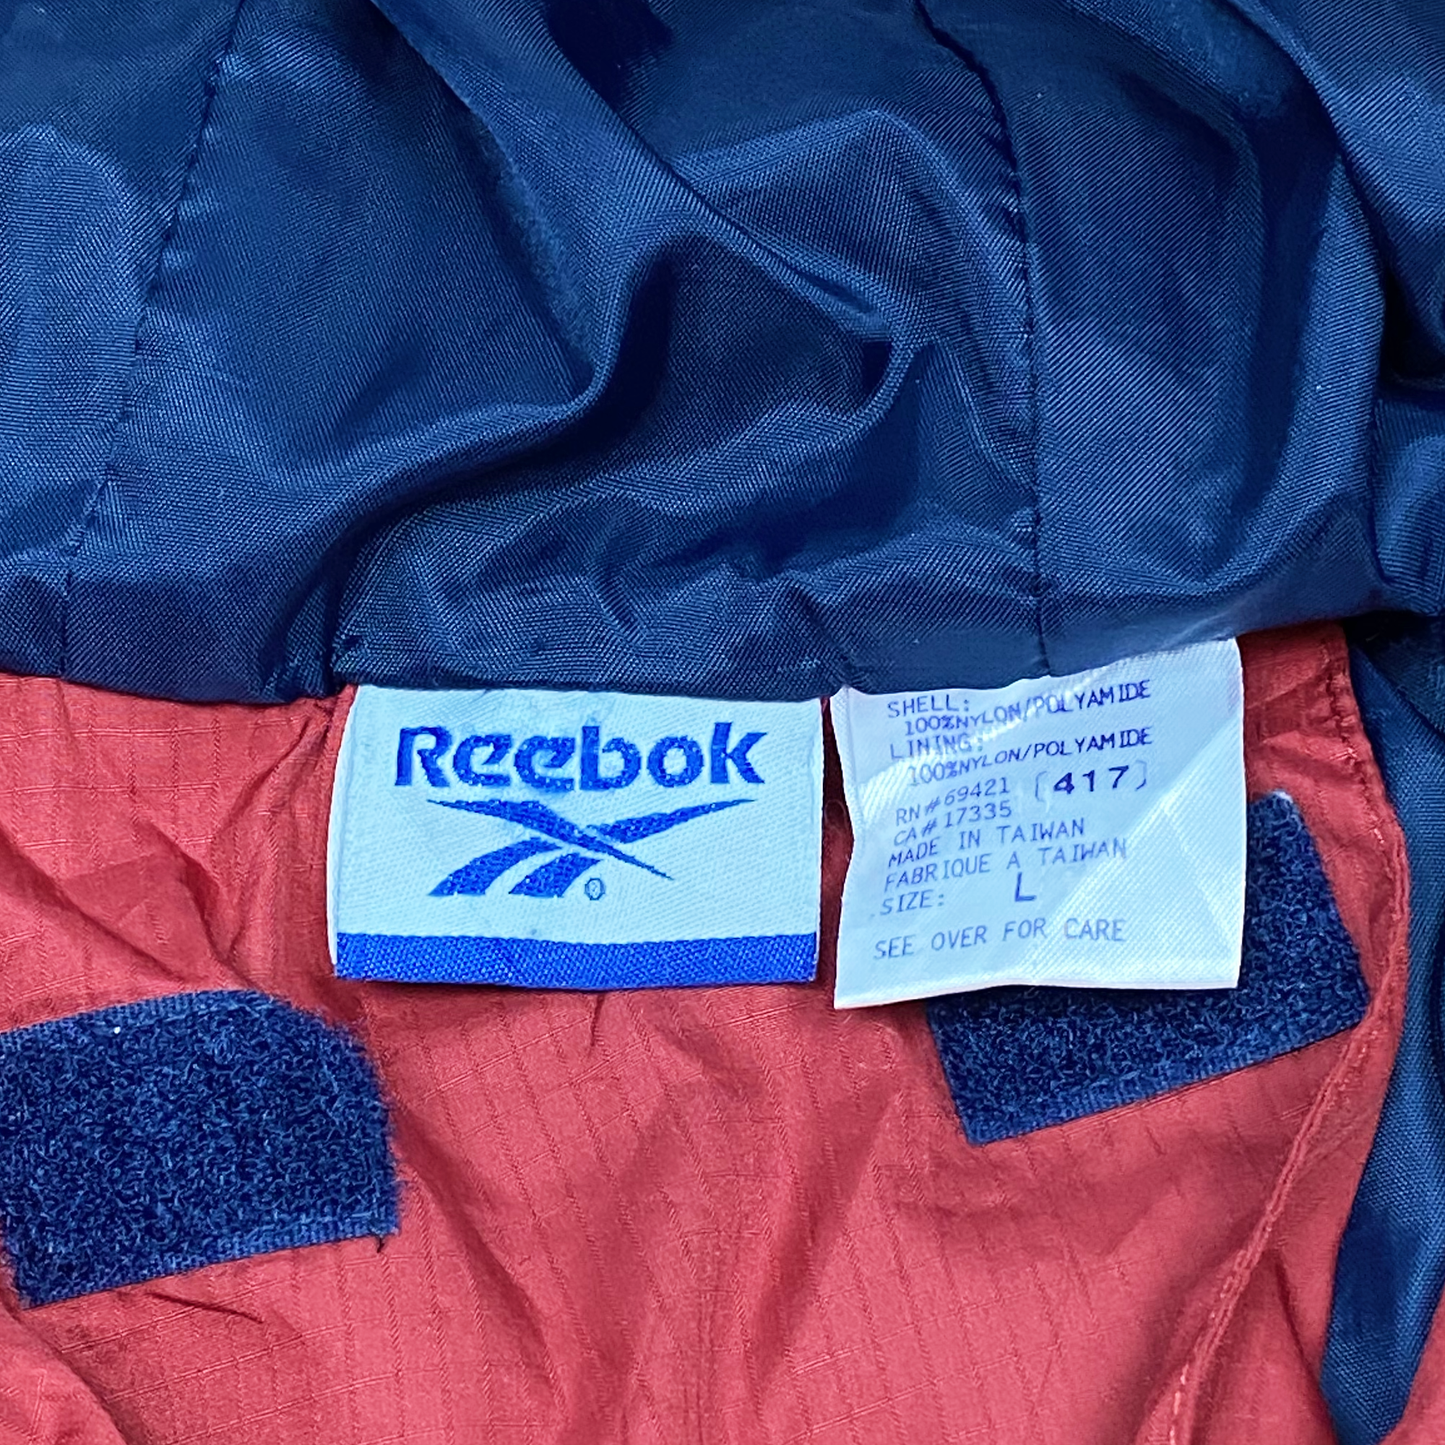 Reebok
®
SHELL:
100%NYLON/POLYAMIDE
LINING:
100%NYLON/POLYAMIDE
RN#69421 (417)
CA#17335
MADE IN TAIWAN
FABRIQUE A TAIWAN
SIZE: L
SEE OVER FOR CARE